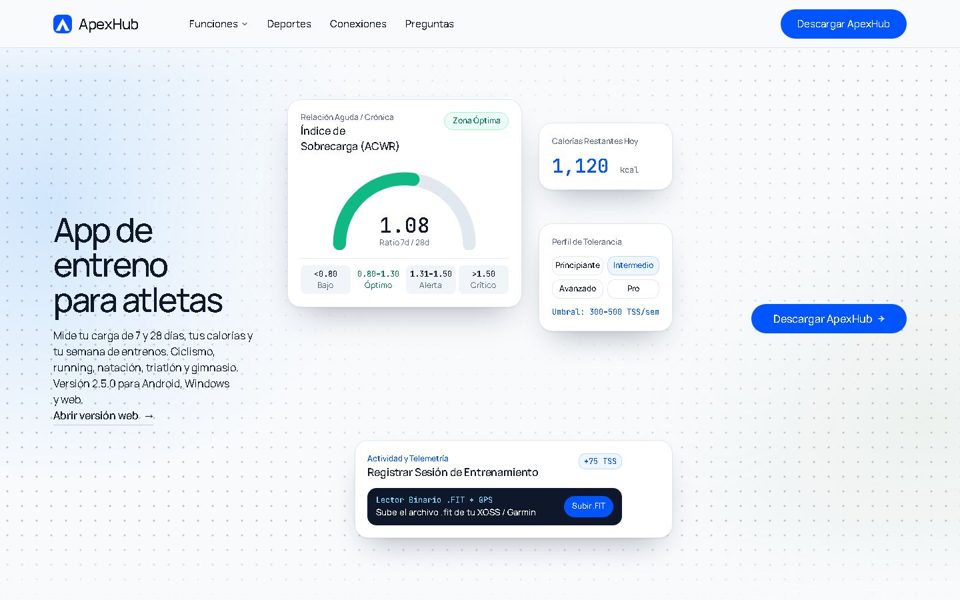 ApexHub
Funciones
Deportes
Conexiones
Preguntas
Descargar ApexHub
App de
entreno
para atletas
Mide tu carga de 7 y 28 días, tus calorías y
tu semana de entrenos. Ciclismo,
running, natación, triatlón y gimnasio.
Versión 2.5.0 para Android, Windows
y web.
Abrir versión web →
Relación Aguda / Crónica
Índice de
Sobrecarga (ACWR)
Zona Óptima
1.08
Ratio 7d / 28d
<0.80
Bajo
0.80-1.30
Óptimo
1.31-1.50
Alerta
>1.50
Crítico
Calorías Restantes Hoy
1,120 kcal
Perfil de Tolerancia
Principiante
Intermedio
Avanzado
Pro
Umbral: 300-500 TSS/sem
Descargar ApexHub →
Actividad y Telemetría
Registrar Sesión de Entrenamiento
+75 TSS
Lector Binario .FIT + GPS
Sube el archivo .fit de tu XOSS / Garmin
Subir .FIT